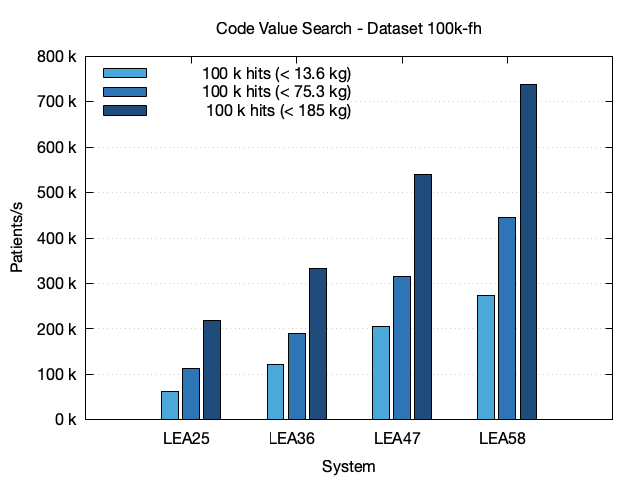 Code Value Search - Dataset 100k-fh
800 k
700 k
600 k
500 k
400 k
300 k
200 k
100 k
0 k
Patients/s
100 k hits (< 13.6 kg)
100 k hits (< 75.3 kg)
100 k hits (< 185 kg)
LEA25 LEA36 LEA47 LEA58
System